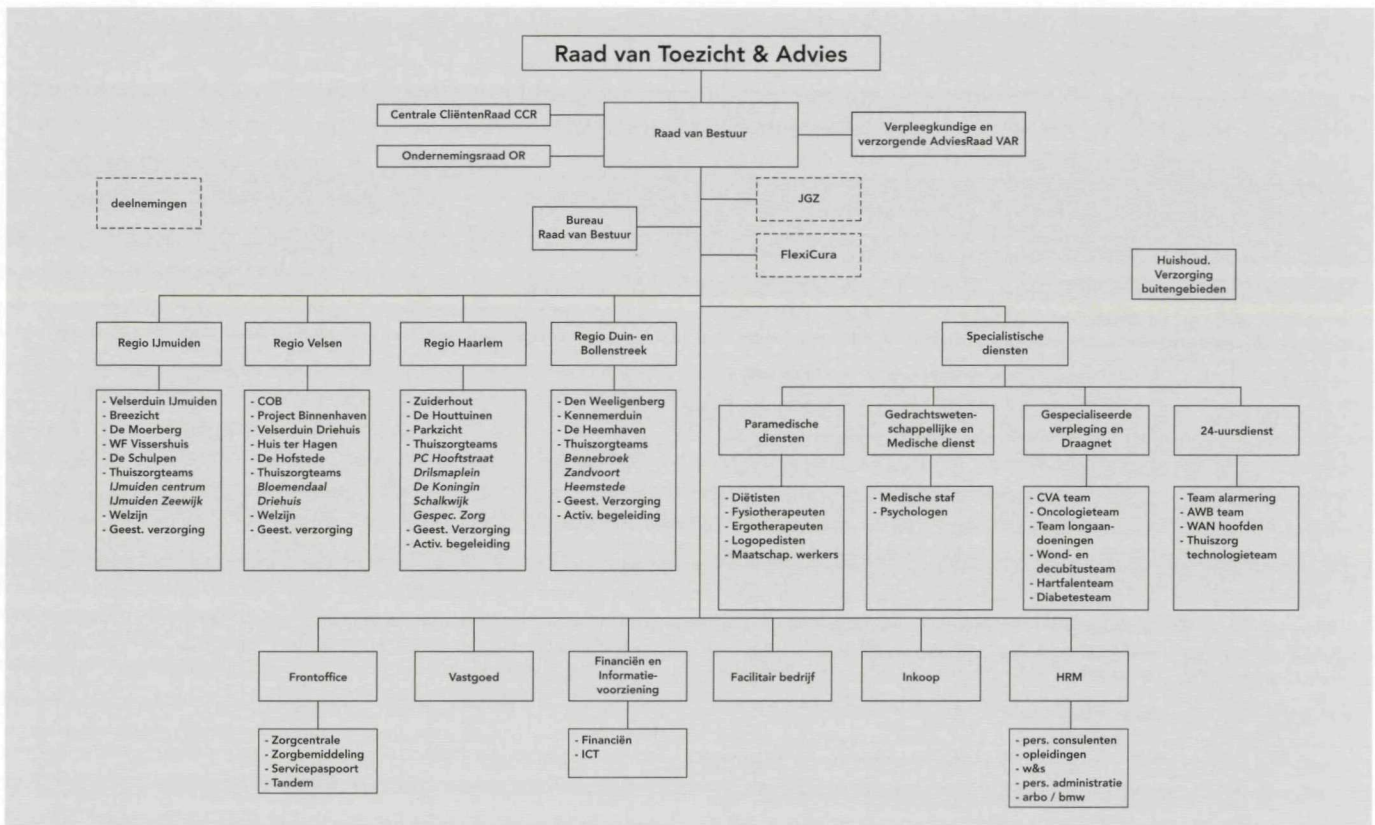 Raad van Toezicht & Advies
Centrale CliëntenRaad CCR
Raad van Bestuur
Verpleegkundige en
verzorgende AdviesRaad VAR
Ondernemingsraad OR
deelnemingen
JGZ
Bureau
Raad van Bestuur
FlexiCura
Huishoud.
Verzorging
buitengebieden
Regio IJmuiden
Regio Velsen
Regio Haarlem
Regio Duin- en
Bollenstreek
Specialistische
diensten
- Velserduin IJmuiden
- Breezicht
- De Moerberg
- WF Vissershuis
- De Schulpen
- Thuiszorgteams
IJmuiden centrum
IJmuiden Zeewijk
- Welzijn
- Geest. verzorging
- COB
- Project Binnenhaven
- Velserduin Driehuis
- Huis ter Hagen
- De Hofstede
- Thuiszorgteams
Bloemendaal
Driehuis
- Welzijn
- Geest. verzorging
- Zuiderhout
- De Houttuinen
- Parkzicht
- Thuiszorgteams
PC Hooftstraat
Drilsmaplein
De Koningin
Schalkwijk
Gespec. Zorg
- Geest. Verzorging
- Activ. begeleiding
- Den Weeligenberg
- Kennemerduin
- De Heemhaven
- Thuiszorgteams
Bennebroek
Zandvoort
Heemstede
- Geest. Verzorging
- Activ. begeleiding
Paramedische
diensten
Gedrachtsweten-
schappelijke en
Medische dienst
Gespecialiseerde
verpleging en
Draagnet
24-uursdienst
- Diëtisten
- Fysiotherapeuten
- Ergotherapeuten
- Logopedisten
- Maatschap. werkers
- Medische staf
- Psychologen
- CVA team
- Oncologieteam
- Team longaan-
doeningen
- Wond- en
decubitusteam
- Hartfalenteam
- Diabetesteam
- Team alarmering
- AWB team
- WAN hoofden
- Thuiszorg
technologieteam
Frontoffice
Vastgoed
Financiën en
Informatie-
voorziening
Facilitair bedrijf
Inkoop
HRM
- Zorgcentrale
- Zorgbemiddeling
- Servicepaspoort
- Tandem
- Financiën
- ICT
- pers. consulenten
- opleidingen
- w&s
- pers. administratie
- arbo / bmw